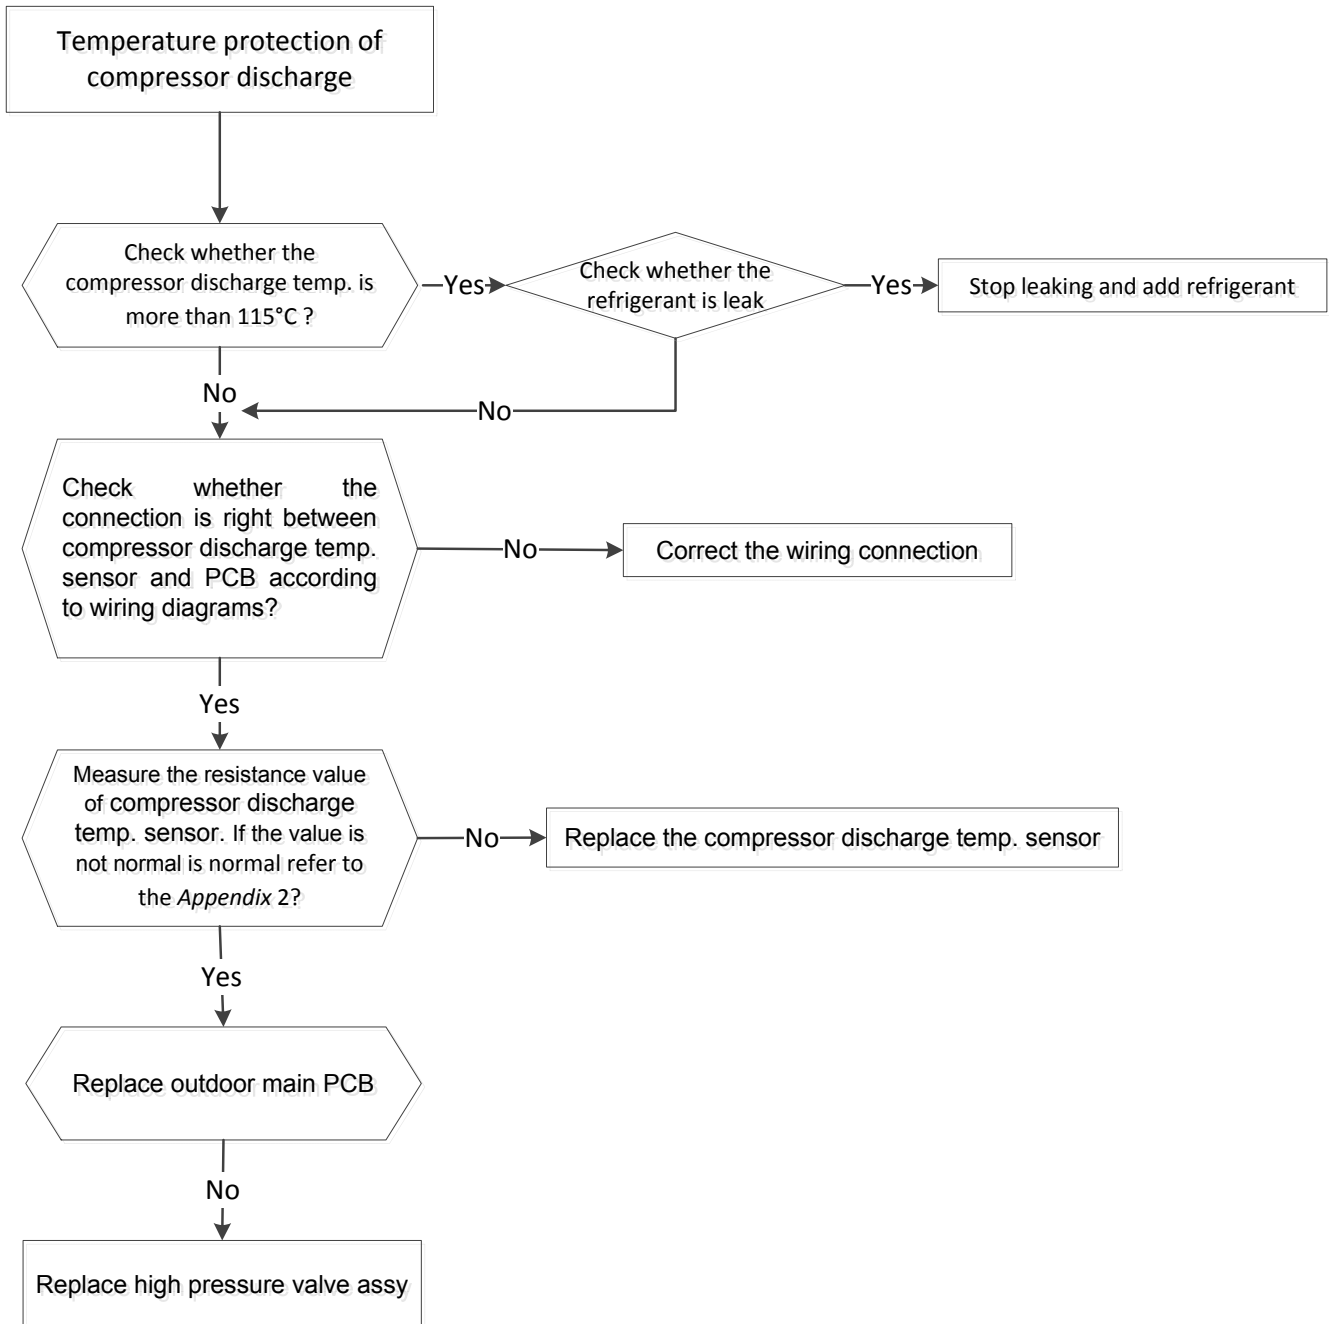 Temperature protection of
compressor discharge
Check whether the
compressor discharge temp. is
more than 115°C ?
Yes
Check whether the
refrigerant is leak
Yes
Stop leaking and add refrigerant
No
No
Check whether the
connection is right between
compressor discharge temp.
sensor and PCB according
to wiring diagrams?
No
Correct the wiring connection
Yes
Measure the resistance value
of compressor discharge
temp. sensor. If the value is
not normal is normal refer to
the Appendix 2?
No
Replace the compressor discharge temp. sensor
Yes
Replace outdoor main PCB
No
Replace high pressure valve assy